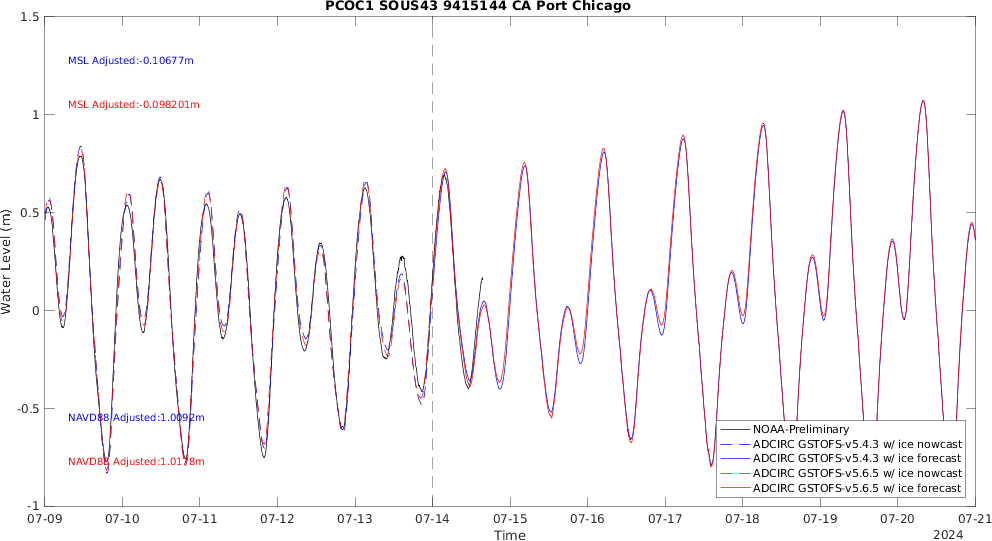 PCOC1 SOUS43 9415144 CA Port Chicago
1.5
1
0.5
0
-0.5
-1
Water Level (m)
MSL Adjusted:-0.10677m
MSL Adjusted:-0.098201m
NAVD88 Adjusted:1.0092m
NAVD88 Adjusted:1.0178m
NOAA-Preliminary
ADCIRC GSTOFS-v5.4.3 w/ ice nowcast
ADCIRC GSTOFS-v5.4.3 w/ ice forecast
ADCIRC GSTOFS-v5.6.5 w/ ice nowcast
ADCIRC GSTOFS-v5.6.5 w/ ice forecast
07-09 07-10 07-11 07-12 07-13 07-14 07-15 07-16 07-17 07-18 07-19 07-20 07-21
Time
2024